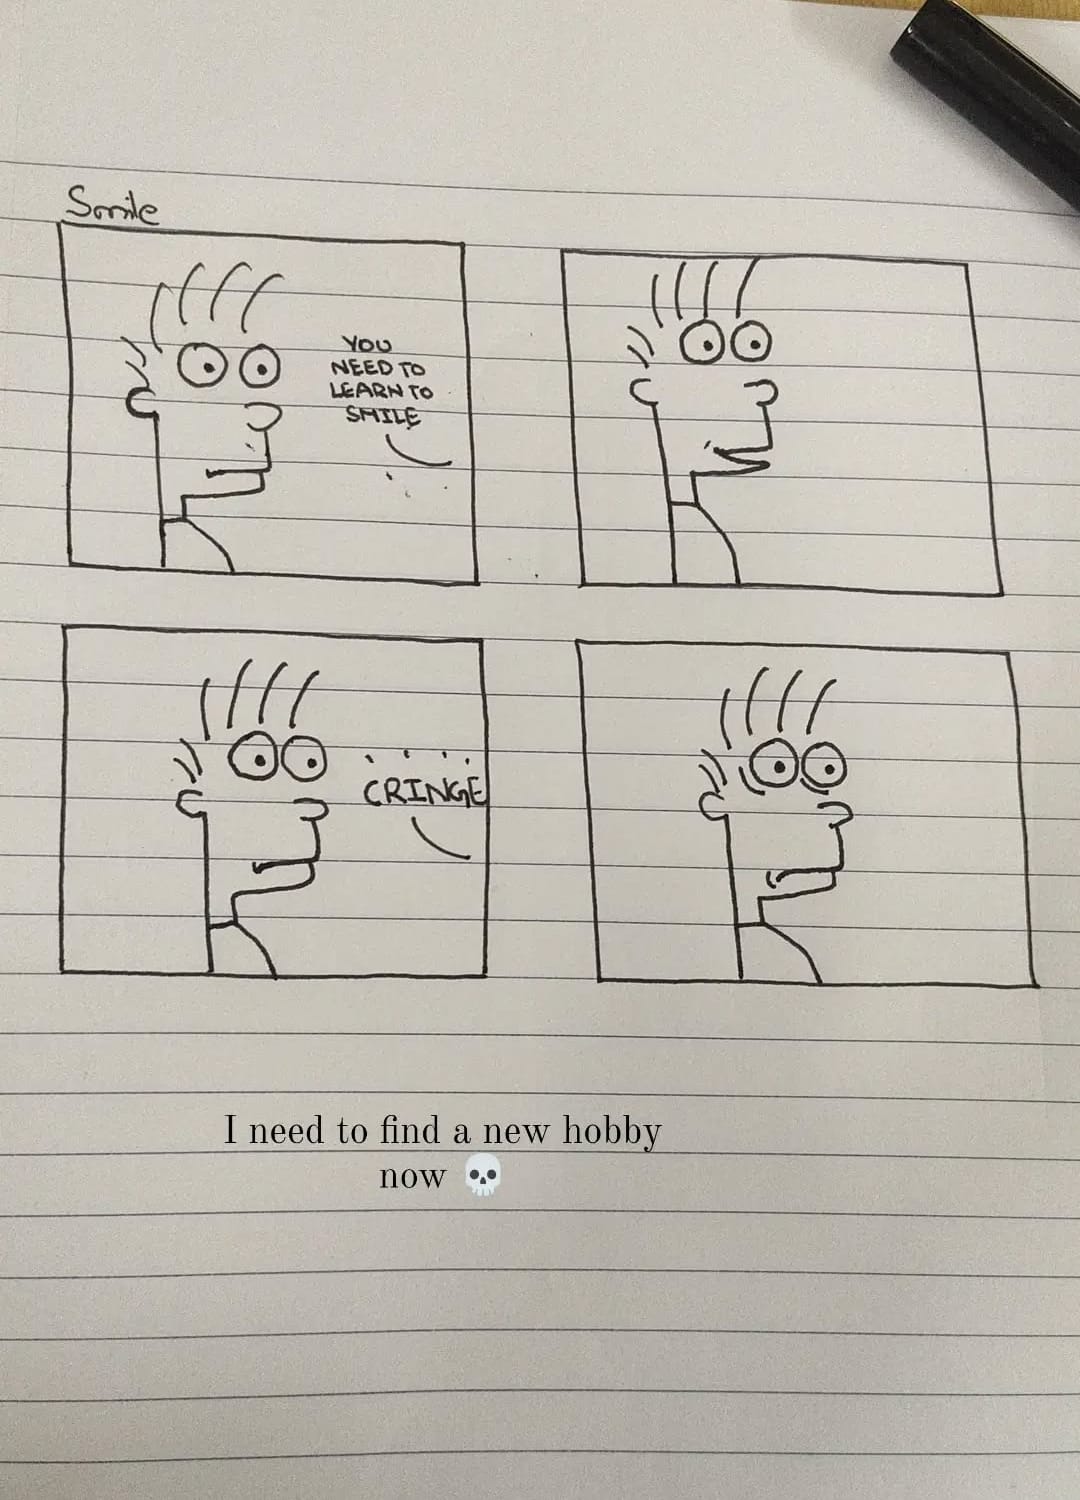 Smile
YOU
NEED TO
LEARN TO
SMILE
....
CRINGE
I need to find a new hobby
now 💀